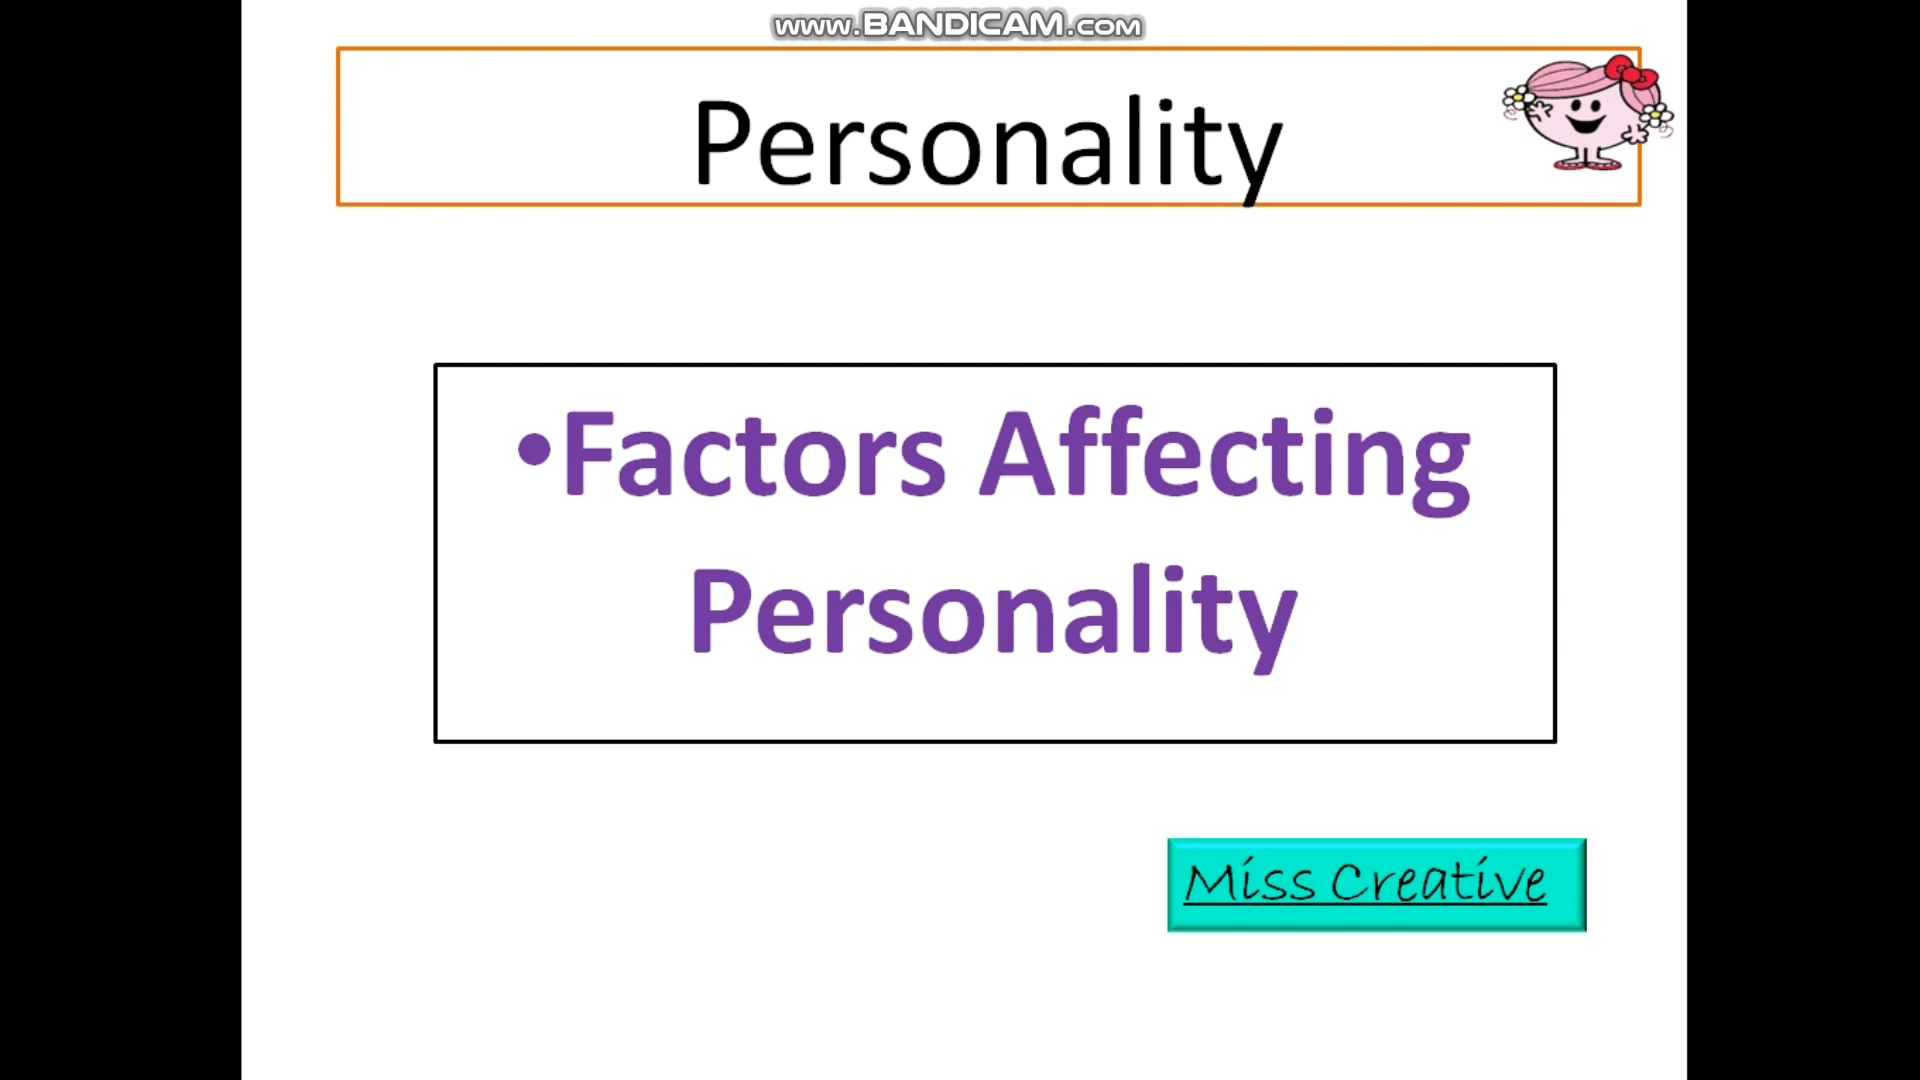 www.BANDICAM.com
Personality
•Factors Affecting
Personality
Miss Creative